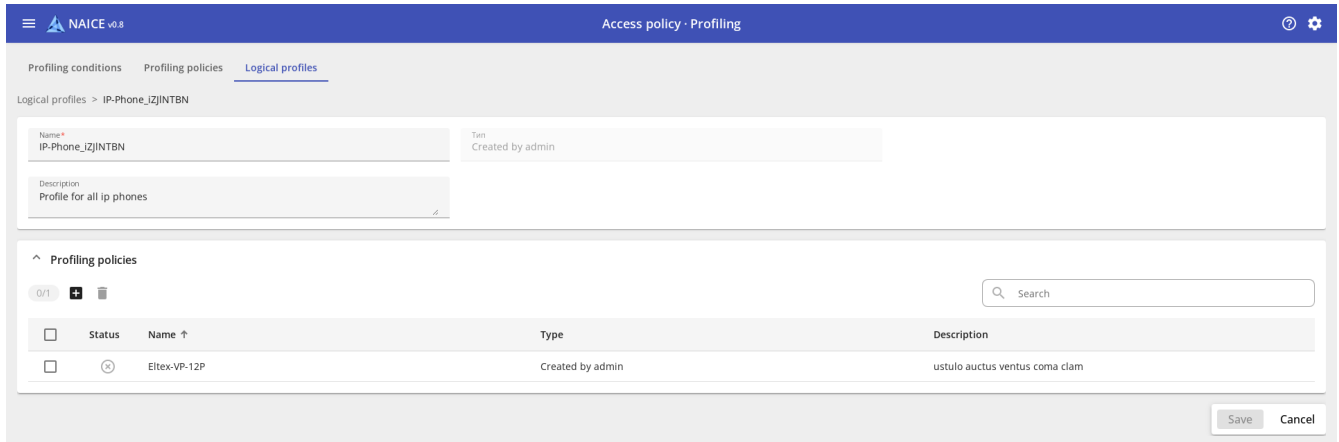 NAICE v0.8
Access policy · Profiling
Profiling conditions Profiling policies Logical profiles
Logical profiles > IP-Phone_iZJlNTBN
Name*
IP-Phone_iZJlNTBN
Тип
Created by admin
Description
Profile for all ip phones
Profiling policies
0/1
Search
Status Name ↑ Type Description
Eltex-VP-12P Created by admin ustulo auctus ventus coma clam
Save Cancel